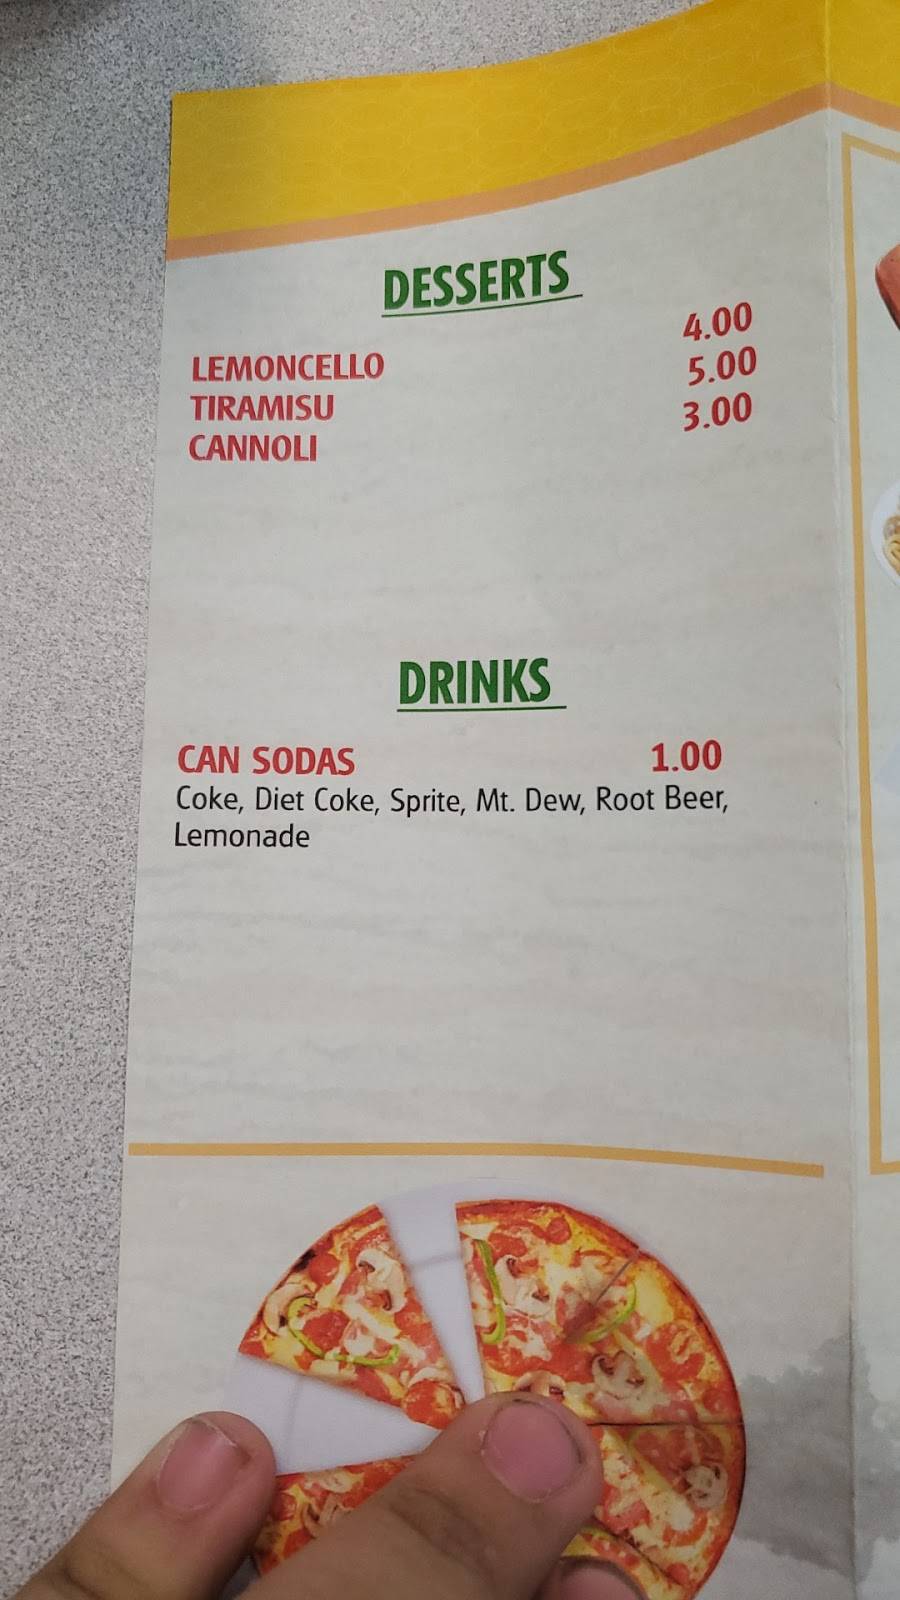 DESSERTS
LEMONCELLO 4.00
TIRAMISU 5.00
CANNOLI 3.00
DRINKS
CAN SODAS 1.00
Coke, Diet Coke, Sprite, Mt. Dew, Root Beer,
Lemonade